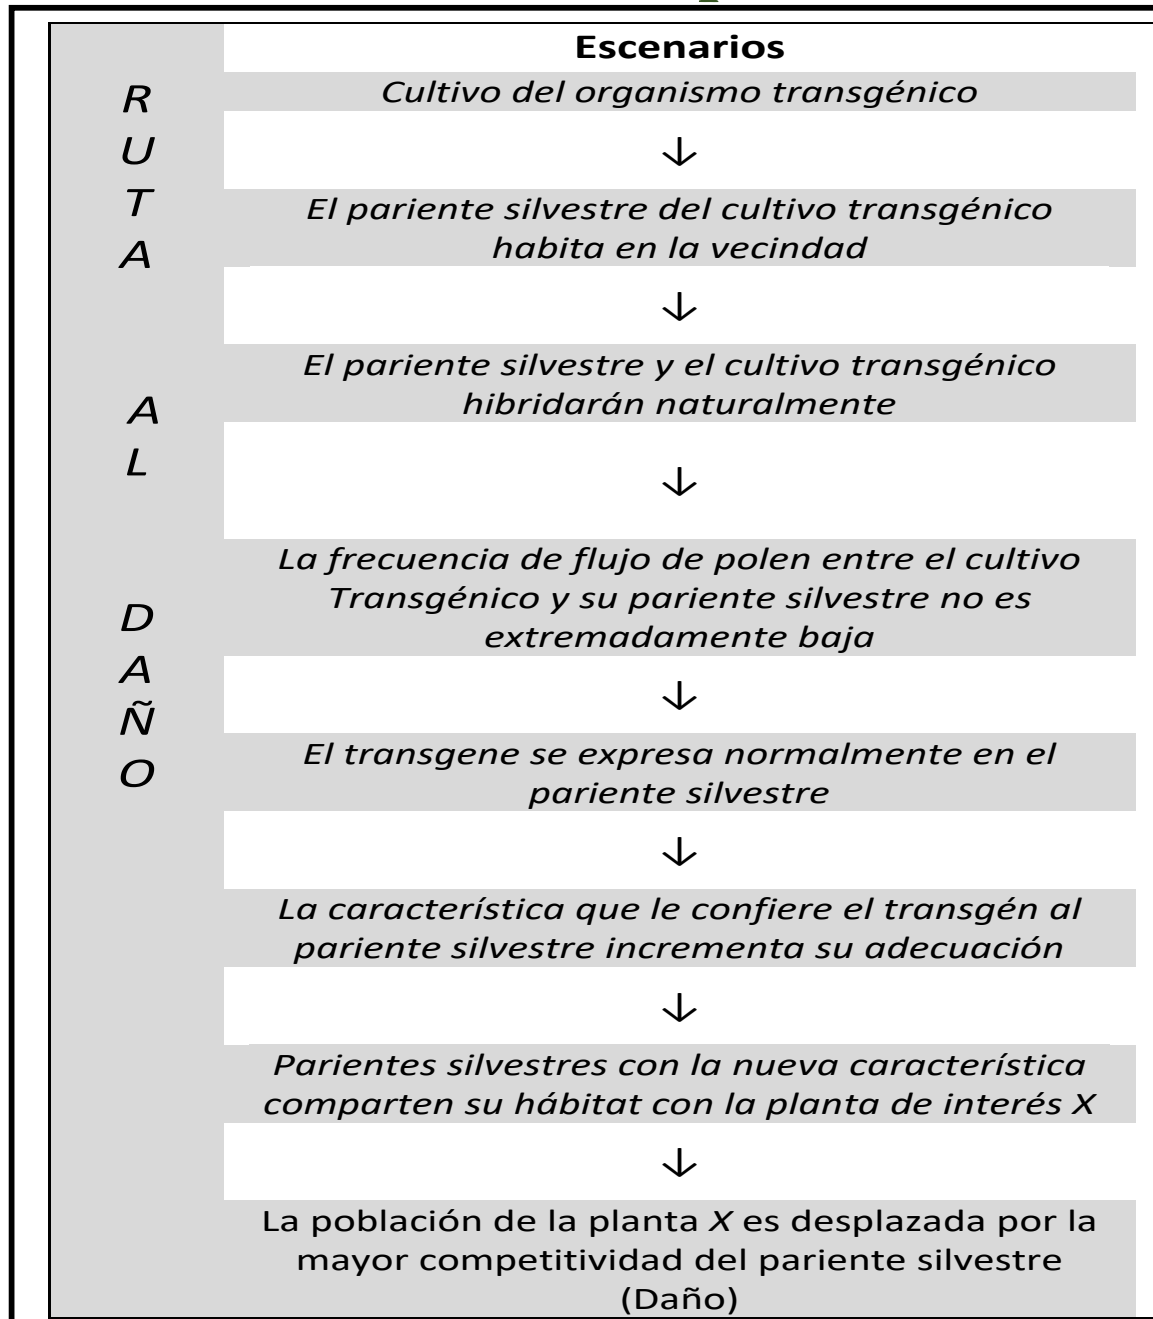 Escenarios
R
U
T
A
A
L
D
A
Ñ
O
Cultivo del organismo transgénico
↓
El pariente silvestre del cultivo transgénico
habita en la vecindad
↓
El pariente silvestre y el cultivo transgénico
hibridarán naturalmente
↓
La frecuencia de flujo de polen entre el cultivo
Transgénico y su pariente silvestre no es
extremadamente baja
↓
El transgene se expresa normalmente en el
pariente silvestre
↓
La característica que le confiere el transgén al
pariente silvestre incrementa su adecuación
↓
Parientes silvestres con la nueva característica
comparten su hábitat con la planta de interés X
↓
La población de la planta X es desplazada por la
mayor competitividad del pariente silvestre
(Daño)